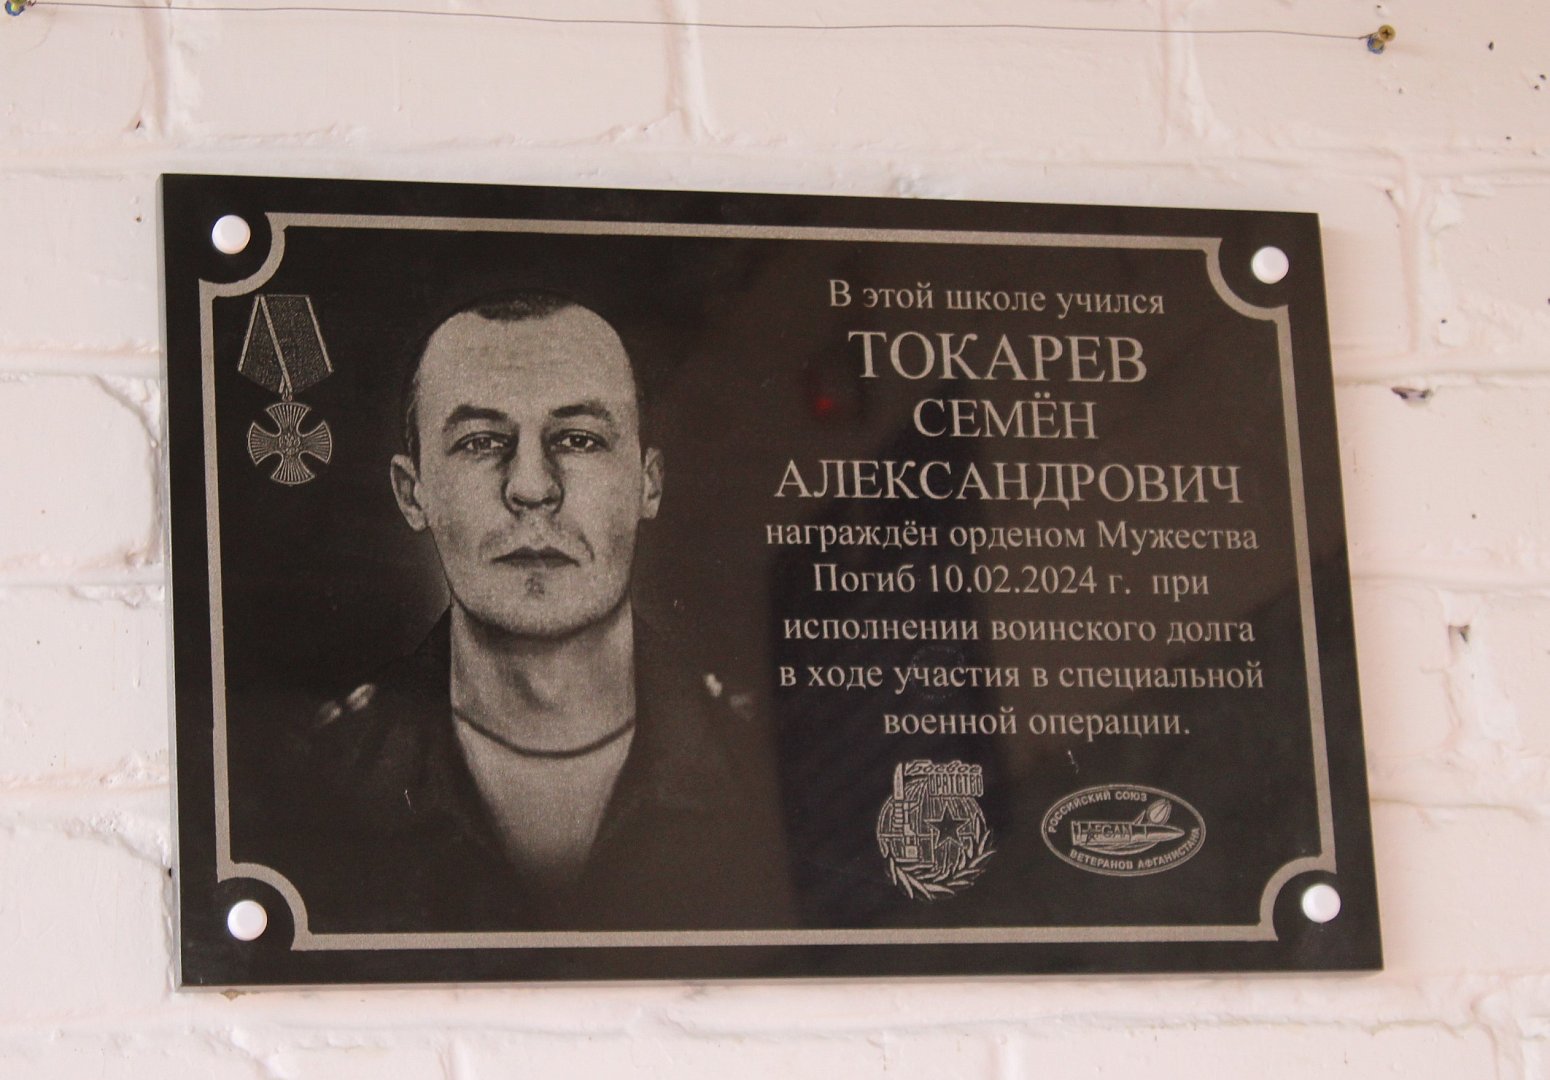 В этой школе учился
ТОКАРЕВ
СЕМЁН
АЛЕКСАНДРОВИЧ
награждён орденом Мужества
Погиб 10.02.2024 г. при
исполнении воинского долга
в ходе участия в специальной
военной операции.
Боевое
БРАТСТВО
РОССИЙСКИЙ СОЮЗ
ВЕТЕРАНОВ АФГАНИСТАНА